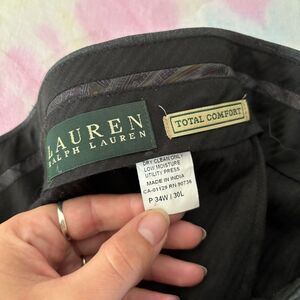 LAUREN
RALPH LAUREN
TOTAL COMFORT
DRY CLEAN ONLY
LOW MOISTURE
UTILITY PRESS
MADE IN INDIA
CA-01129 RN 90736
P 34W / 30L